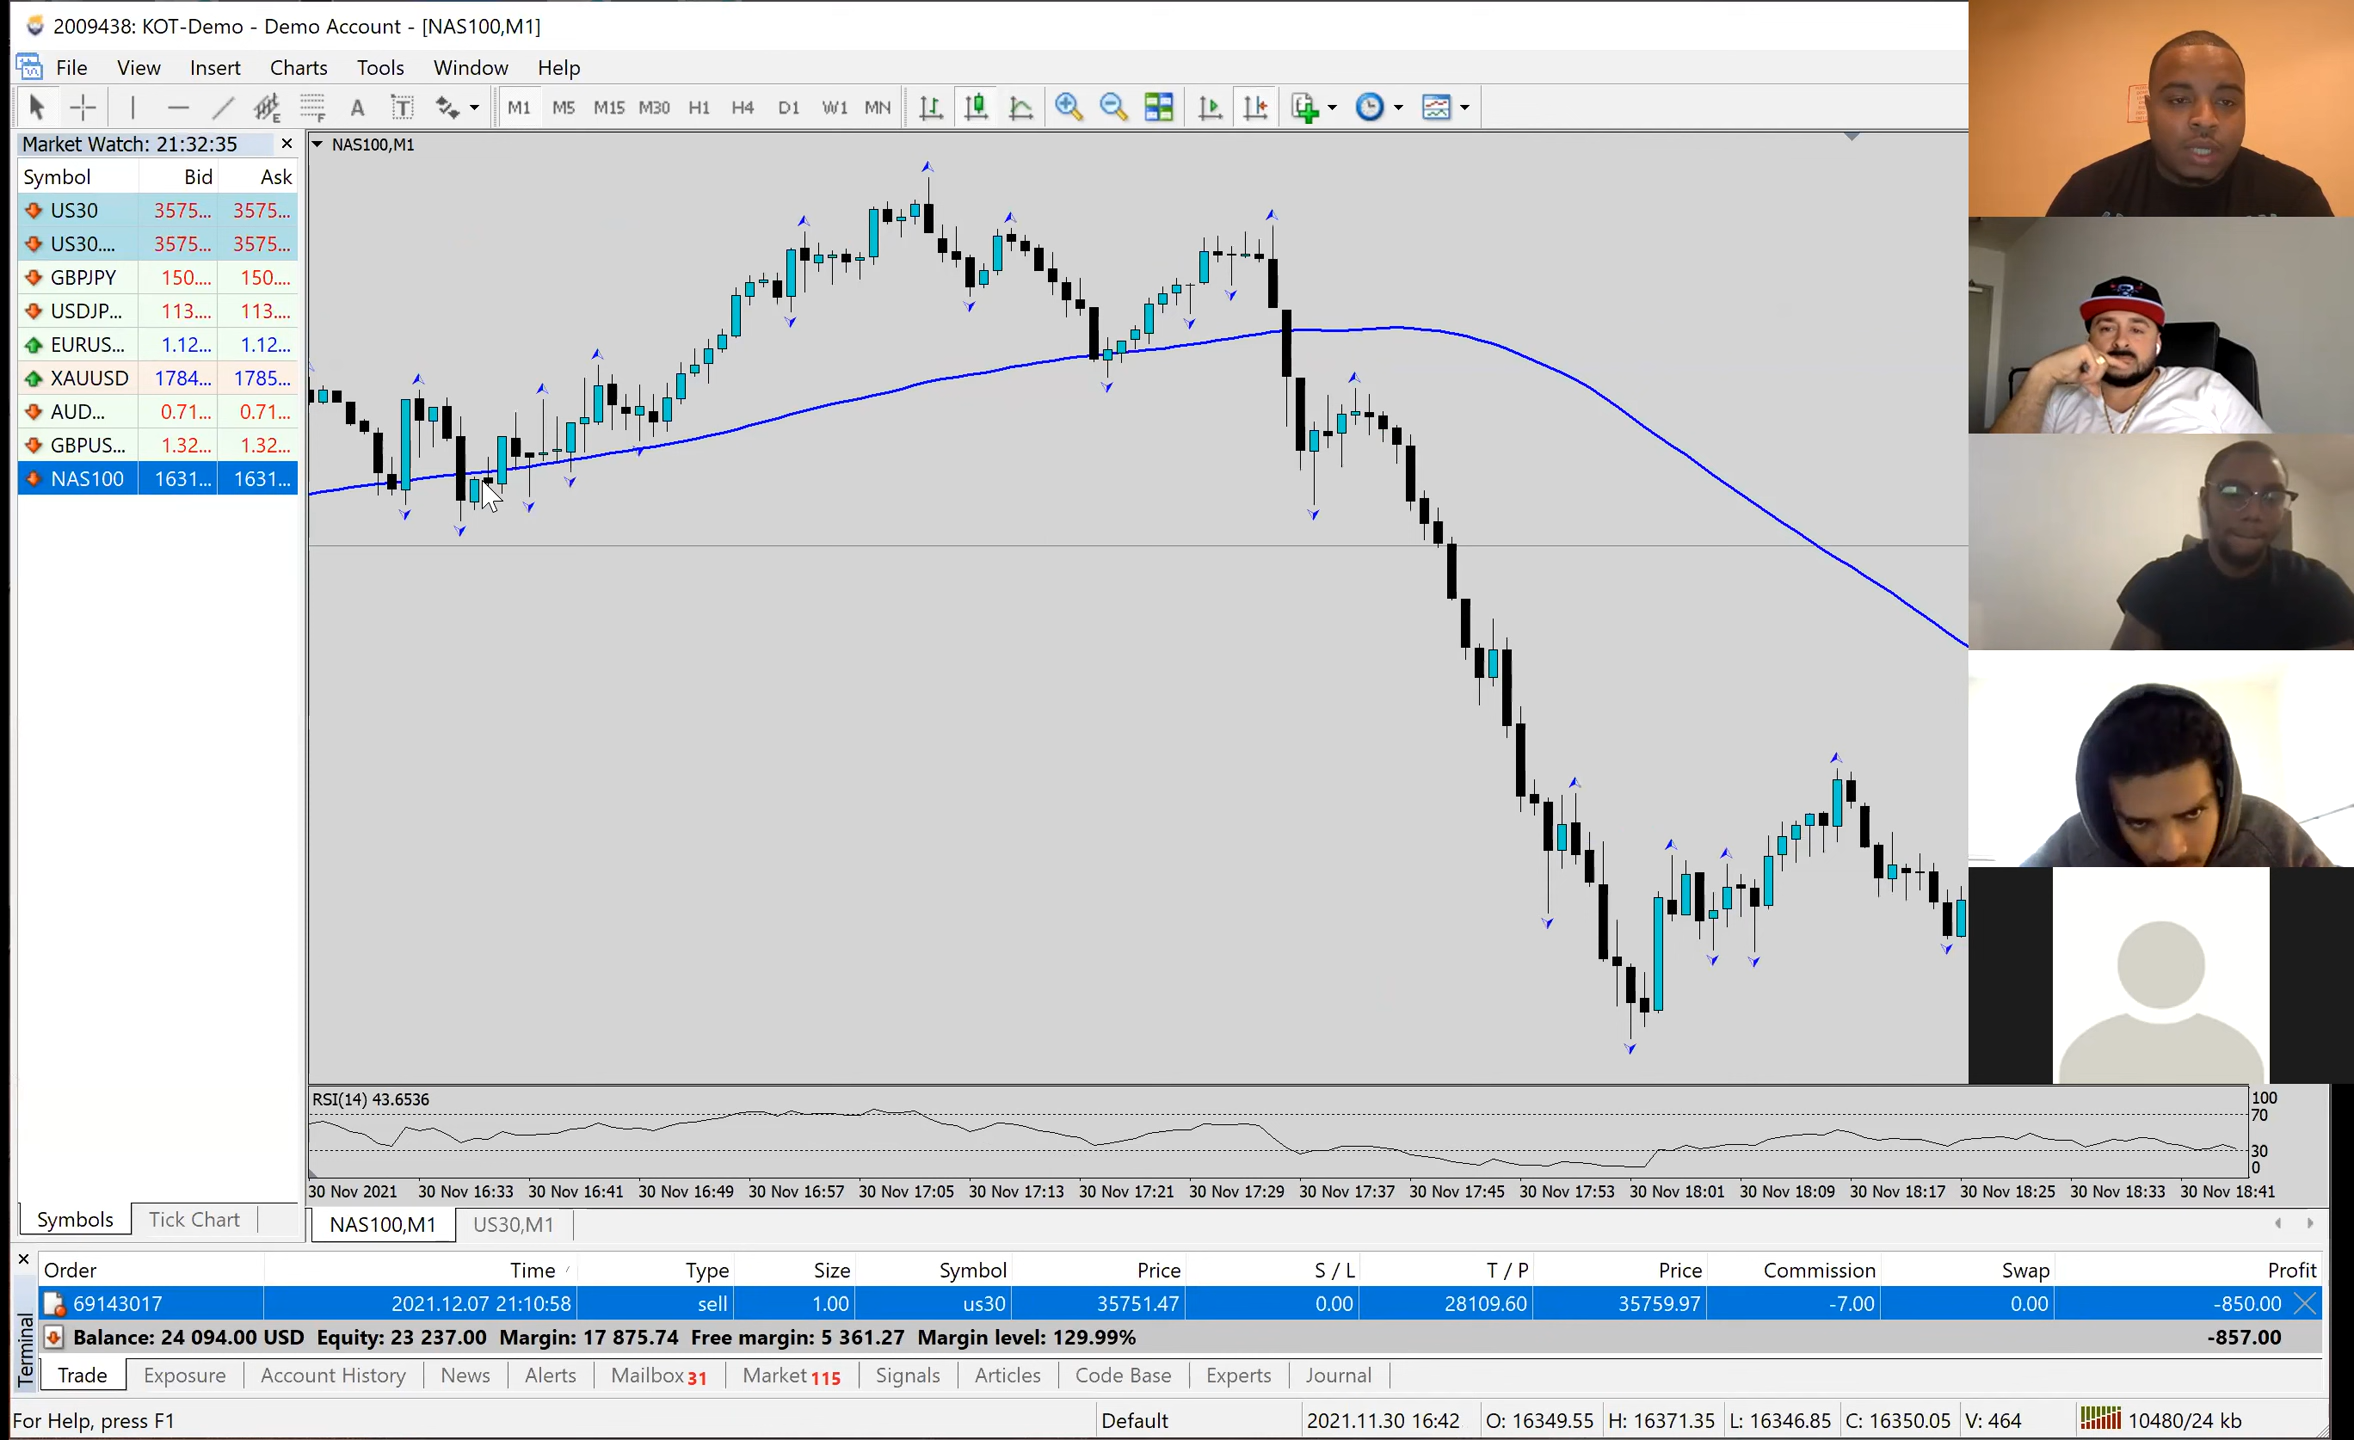 2009438: KOT-Demo - Demo Account - [NAS100,M1]
File View Insert Charts Tools Window Help
A T E F M1 M5 M15 M30 H1 H4 D1 W1 MN
Market Watch: 21:32:35
Symbol Bid Ask
US30 3575... 3575...
US30.... 3575... 3575...
GBPJPY 150.... 150....
USDJP... 113.... 113....
EURUS... 1.12... 1.12...
XAUUSD 1784... 1785...
AUD... 0.71... 0.71...
GBPUS... 1.32... 1.32...
NAS100 1631... 1631...
Symbols Tick Chart
NAS100,M1
RSI(14) 43.6536
100
70
30
0
30 Nov 2021 30 Nov 16:33 30 Nov 16:41 30 Nov 16:49 30 Nov 16:57 30 Nov 17:05 30 Nov 17:13 30 Nov 17:21 30 Nov 17:29 30 Nov 17:37 30 Nov 17:45 30 Nov 17:53 30 Nov 18:01 30 Nov 18:09 30 Nov 18:17 30 Nov 18:25 30 Nov 18:33 30 Nov 18:41
NAS100,M1 US30,M1
Terminal
Order Time Type Size Symbol Price S / L T / P Price Commission Swap Profit
69143017 2021.12.07 21:10:58 sell 1.00 us30 35751.47 0.00 28109.60 35759.97 -7.00 0.00 -850.00
Balance: 24 094.00 USD Equity: 23 237.00 Margin: 17 875.74 Free margin: 5 361.27 Margin level: 129.99% -857.00
Trade Exposure Account History News Alerts Mailbox 31 Market 115 Signals Articles Code Base Experts Journal
For Help, press F1 Default 2021.11.30 16:42 O: 16349.55 H: 16371.35 L: 16346.85 C: 16350.05 V: 464 10480/24 kb